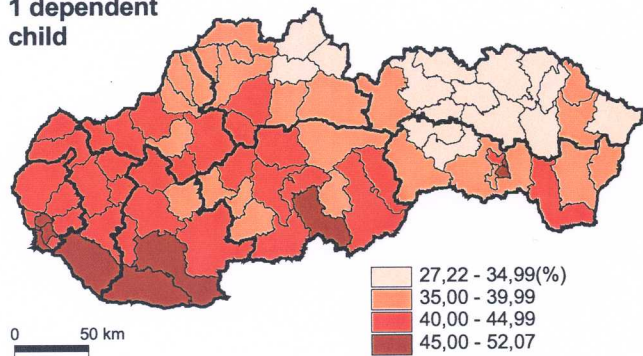 1 dependent
child
27,22 - 34,99(%)
35,00 - 39,99
40,00 - 44,99
45,00 - 52,07
0 50 km